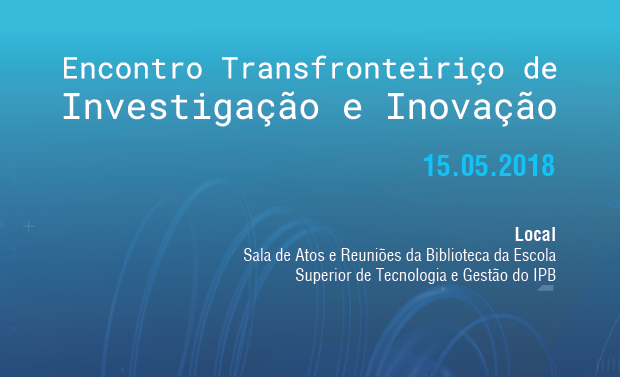 Encontro Transfronteiriço de
Investigação e Inovação
15.05.2018
Local
Sala de Atos e Reuniões da Biblioteca da Escola
Superior de Tecnologia e Gestão do IPB